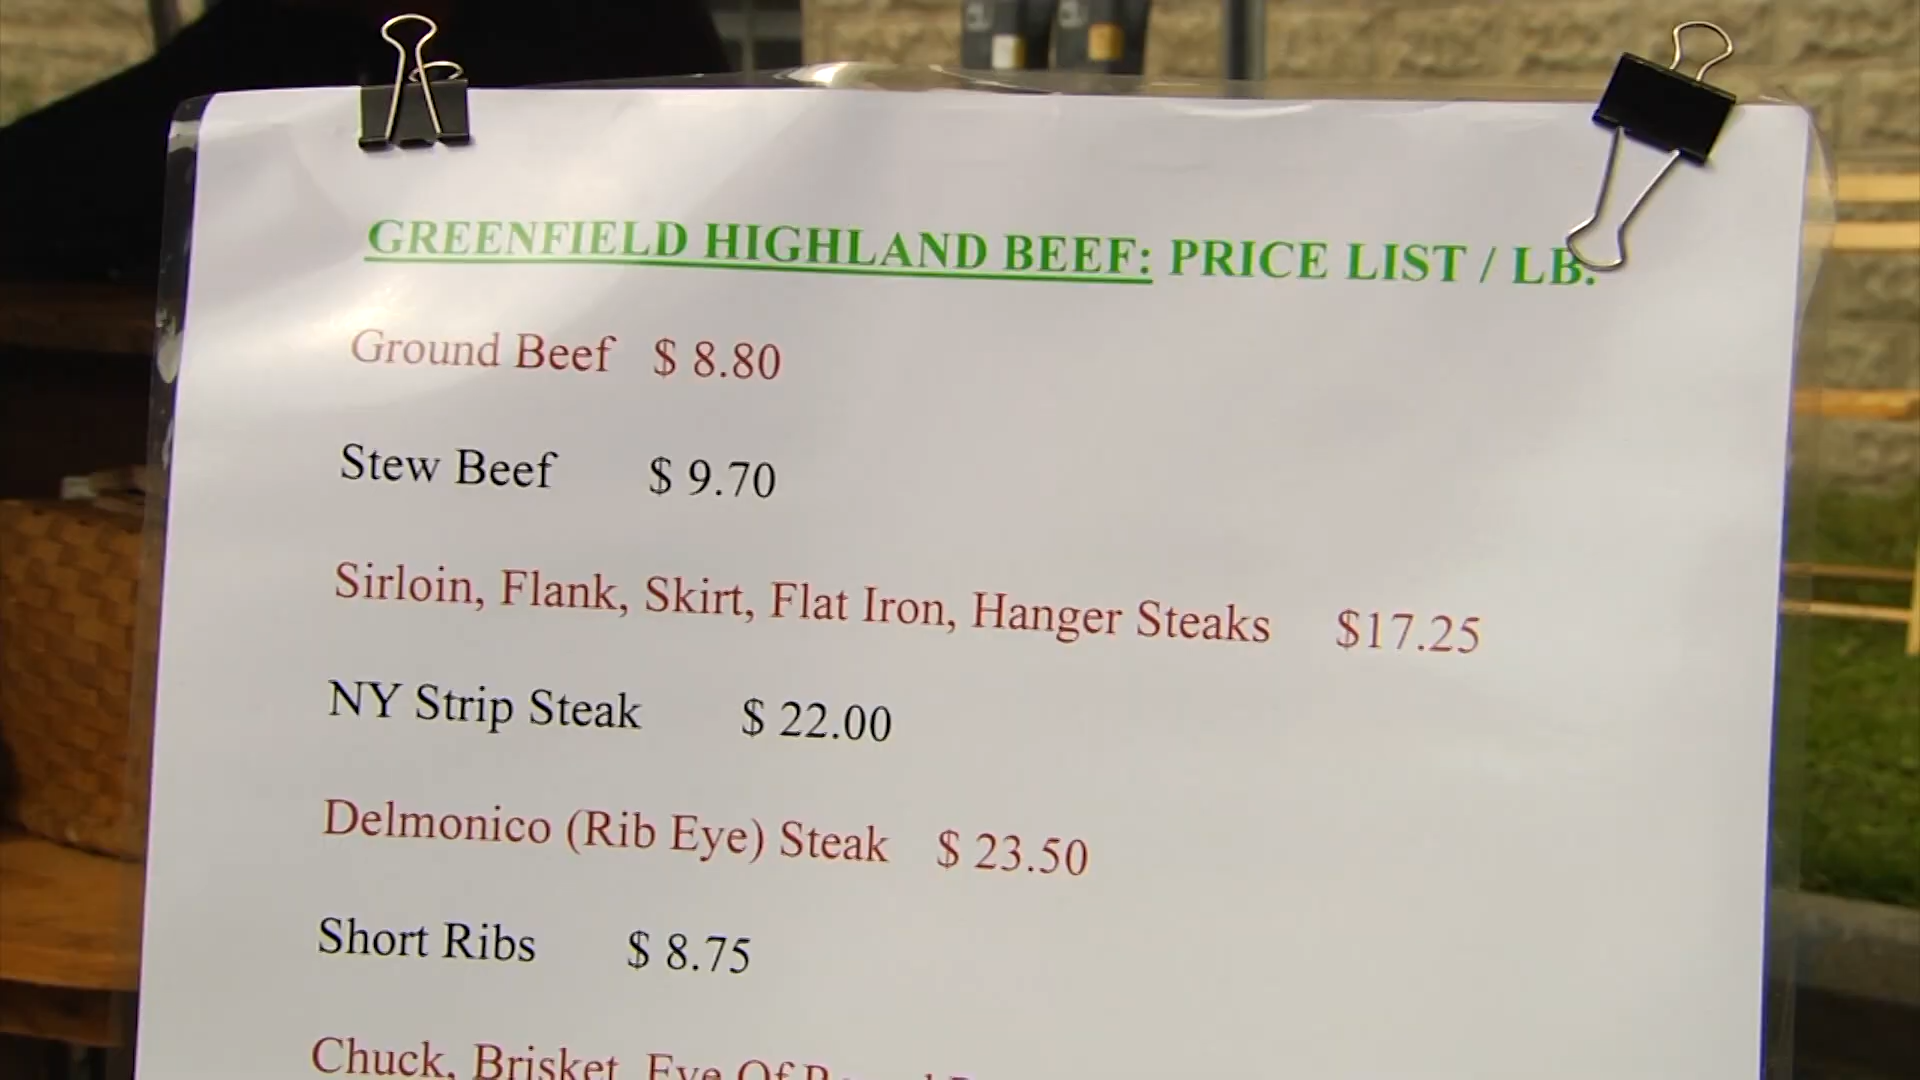 GREENFIELD HIGHLAND BEEF: PRICE LIST / LB.
Ground Beef $ 8.80
Stew Beef $ 9.70
Sirloin, Flank, Skirt, Flat Iron, Hanger Steaks $17.25
NY Strip Steak $ 22.00
Delmonico (Rib Eye) Steak $ 23.50
Short Ribs $ 8.75
Chuck, Brisket, Eye Of